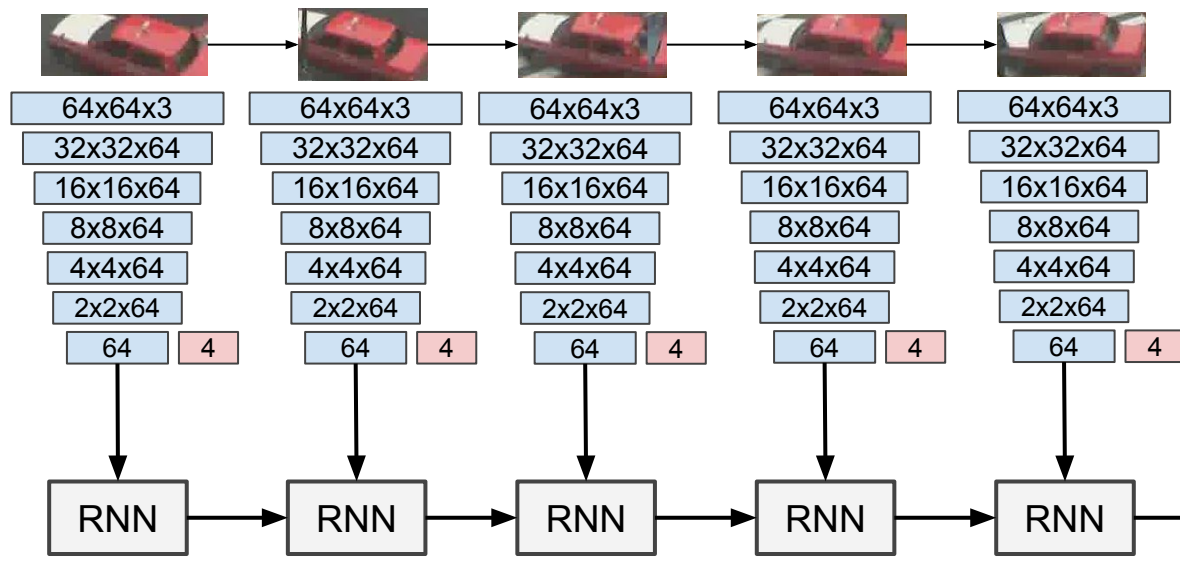 64x64x3 64x64x3 64x64x3 64x64x3 64x64x3
32x32x64 32x32x64 32x32x64 32x32x64 32x32x64
16x16x64 16x16x64 16x16x64 16x16x64 16x16x64
8x8x64 8x8x64 8x8x64 8x8x64 8x8x64
4x4x64 4x4x64 4x4x64 4x4x64 4x4x64
2x2x64 2x2x64 2x2x64 2x2x64 2x2x64
64 4 64 4 64 4 64 4 64 4
RNN RNN RNN RNN RNN